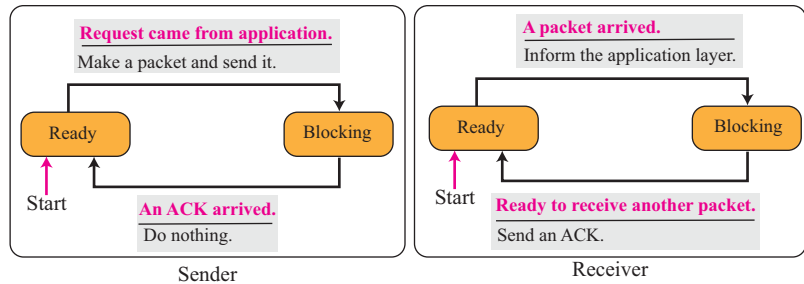 Request came from application.
Make a packet and send it.
Ready
Blocking
Start
An ACK arrived.
Do nothing.
Sender
A packet arrived.
Inform the application layer.
Ready
Blocking
Start
Ready to receive another packet.
Send an ACK.
Receiver